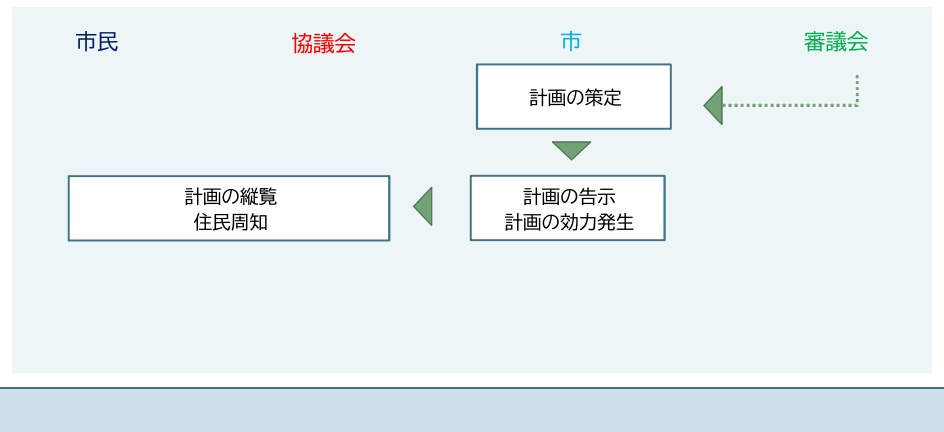 市民
協議会
市
審議会
計画の策定
計画の縦覧
住民周知
計画の告示
計画の効力発生